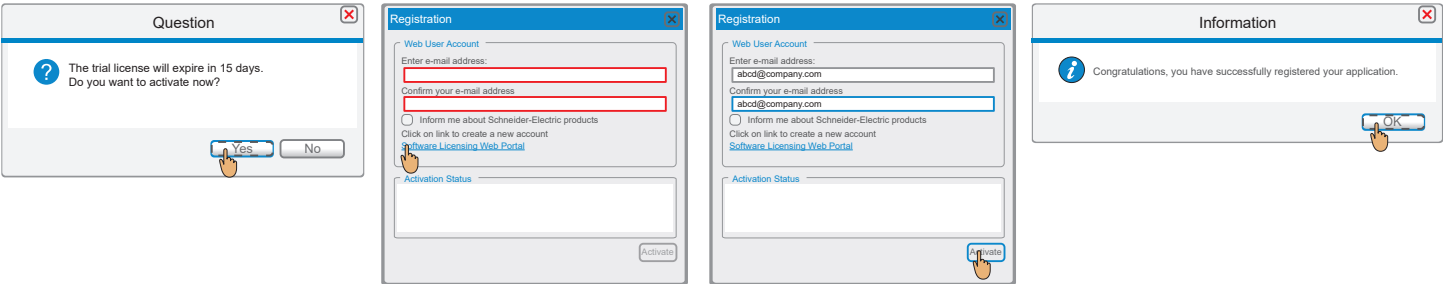 Question
The trial license will expire in 15 days.
Do you want to activate now?
Yes
No
Registration
Web User Account
Enter e-mail address:
Confirm your e-mail address
Inform me about Schneider-Electric products
Click on link to create a new account
Software Licensing Web Portal
Activation Status
Activate
Registration
Web User Account
Enter e-mail address:
abcd@company.com
Confirm your e-mail address
abcd@company.com
Inform me about Schneider-Electric products
Click on link to create a new account
Software Licensing Web Portal
Activation Status
Activate
Information
Congratulations, you have successfully registered your application.
OK